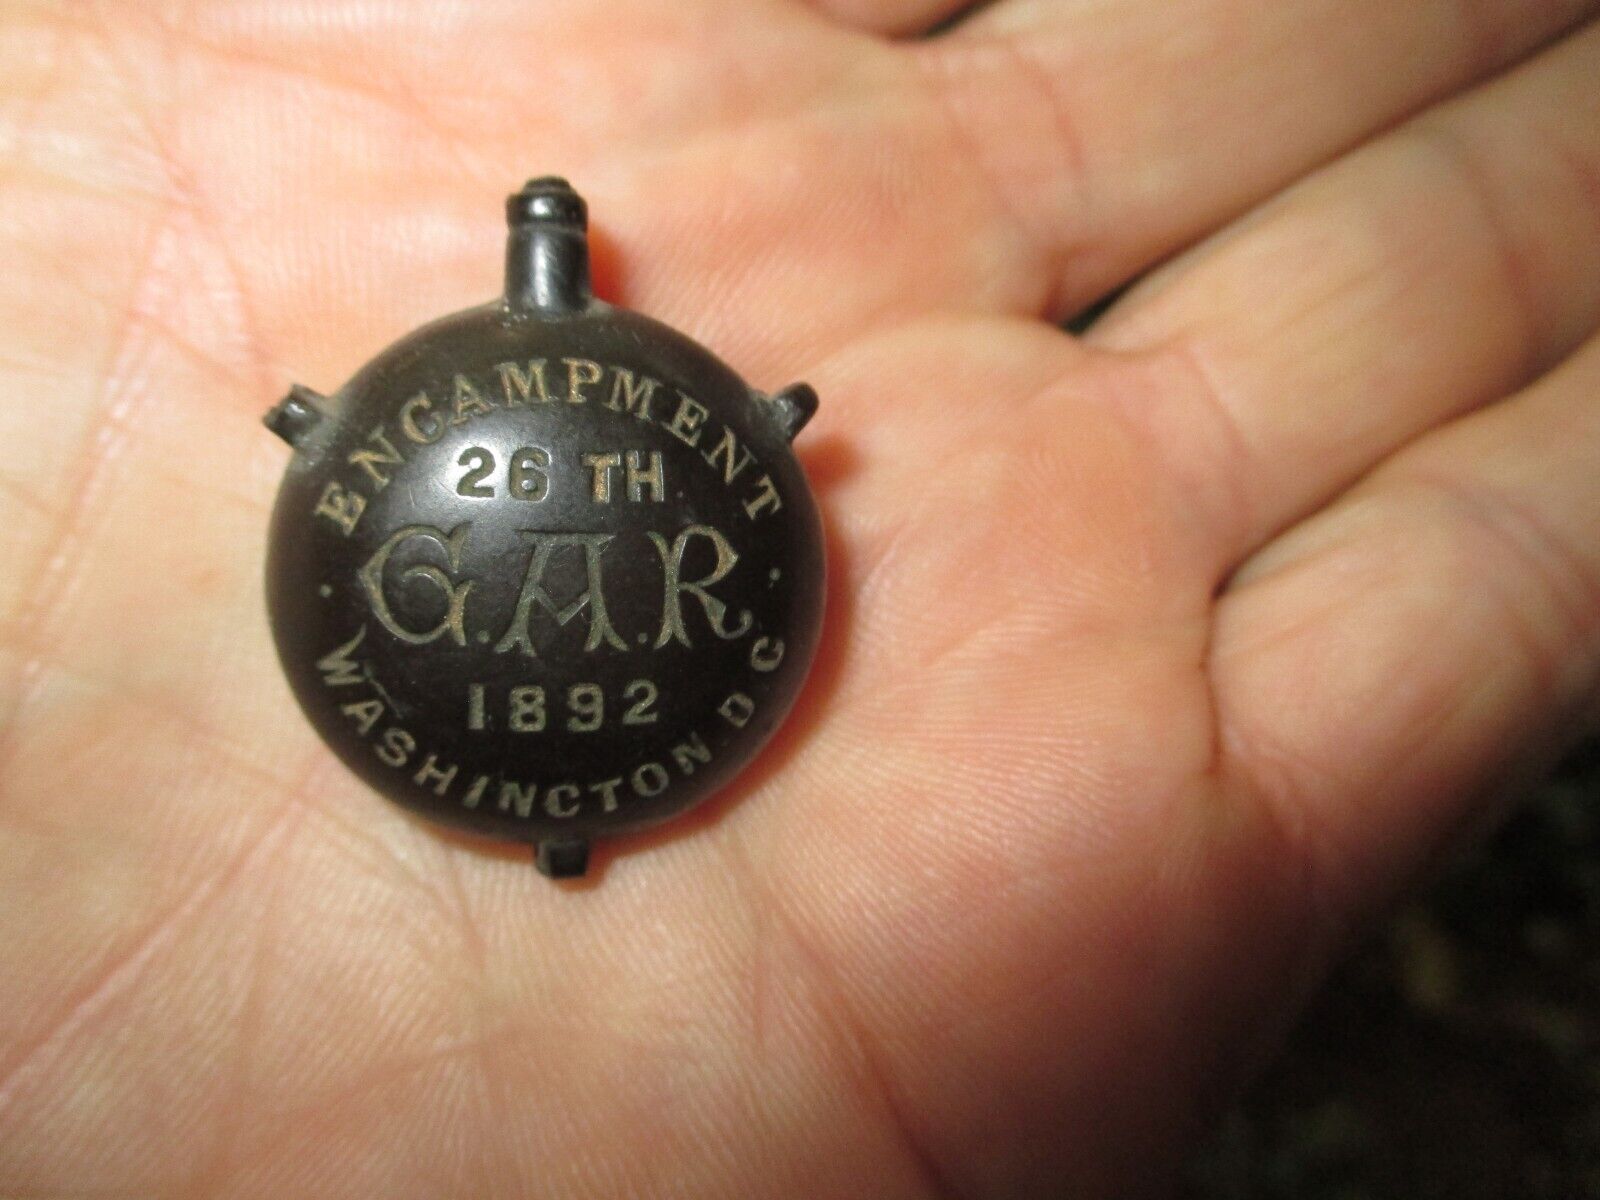 ENCAMPMENT
26 TH
G.A.R.
1892
WASHINGTON D C